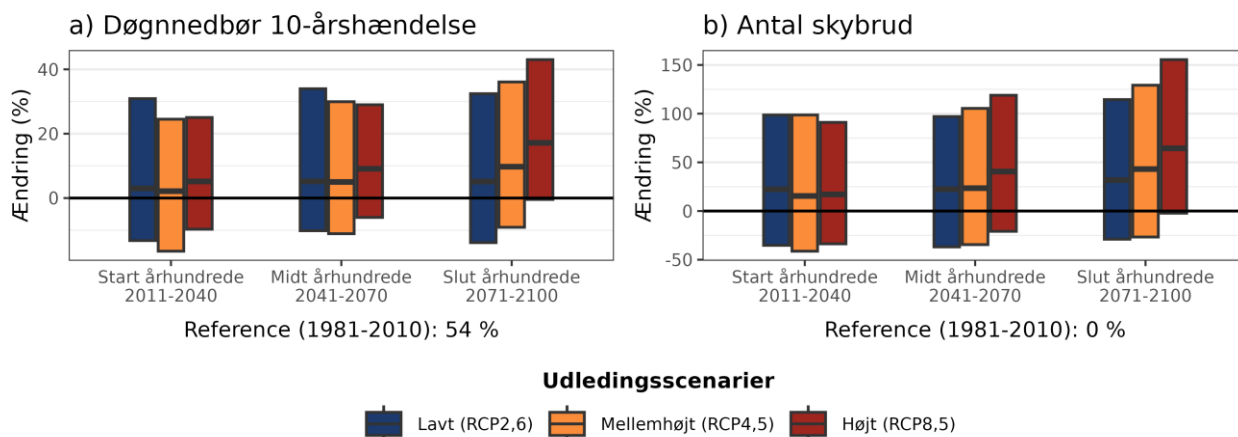 a) Døgnnedbør 10-årshændelse
Ændring (%)
40
20
0
Start århundrede
2011-2040
Midt århundrede
2041-2070
Slut århundrede
2071-2100
Reference (1981-2010): 54 %
b) Antal skybrud
Ændring (%)
150
100
50
0
-50
Start århundrede
2011-2040
Midt århundrede
2041-2070
Slut århundrede
2071-2100
Reference (1981-2010): 0 %
Udledingsscenarier
Lavt (RCP2,6) Mellemhøjt (RCP4,5) Højt (RCP8,5)